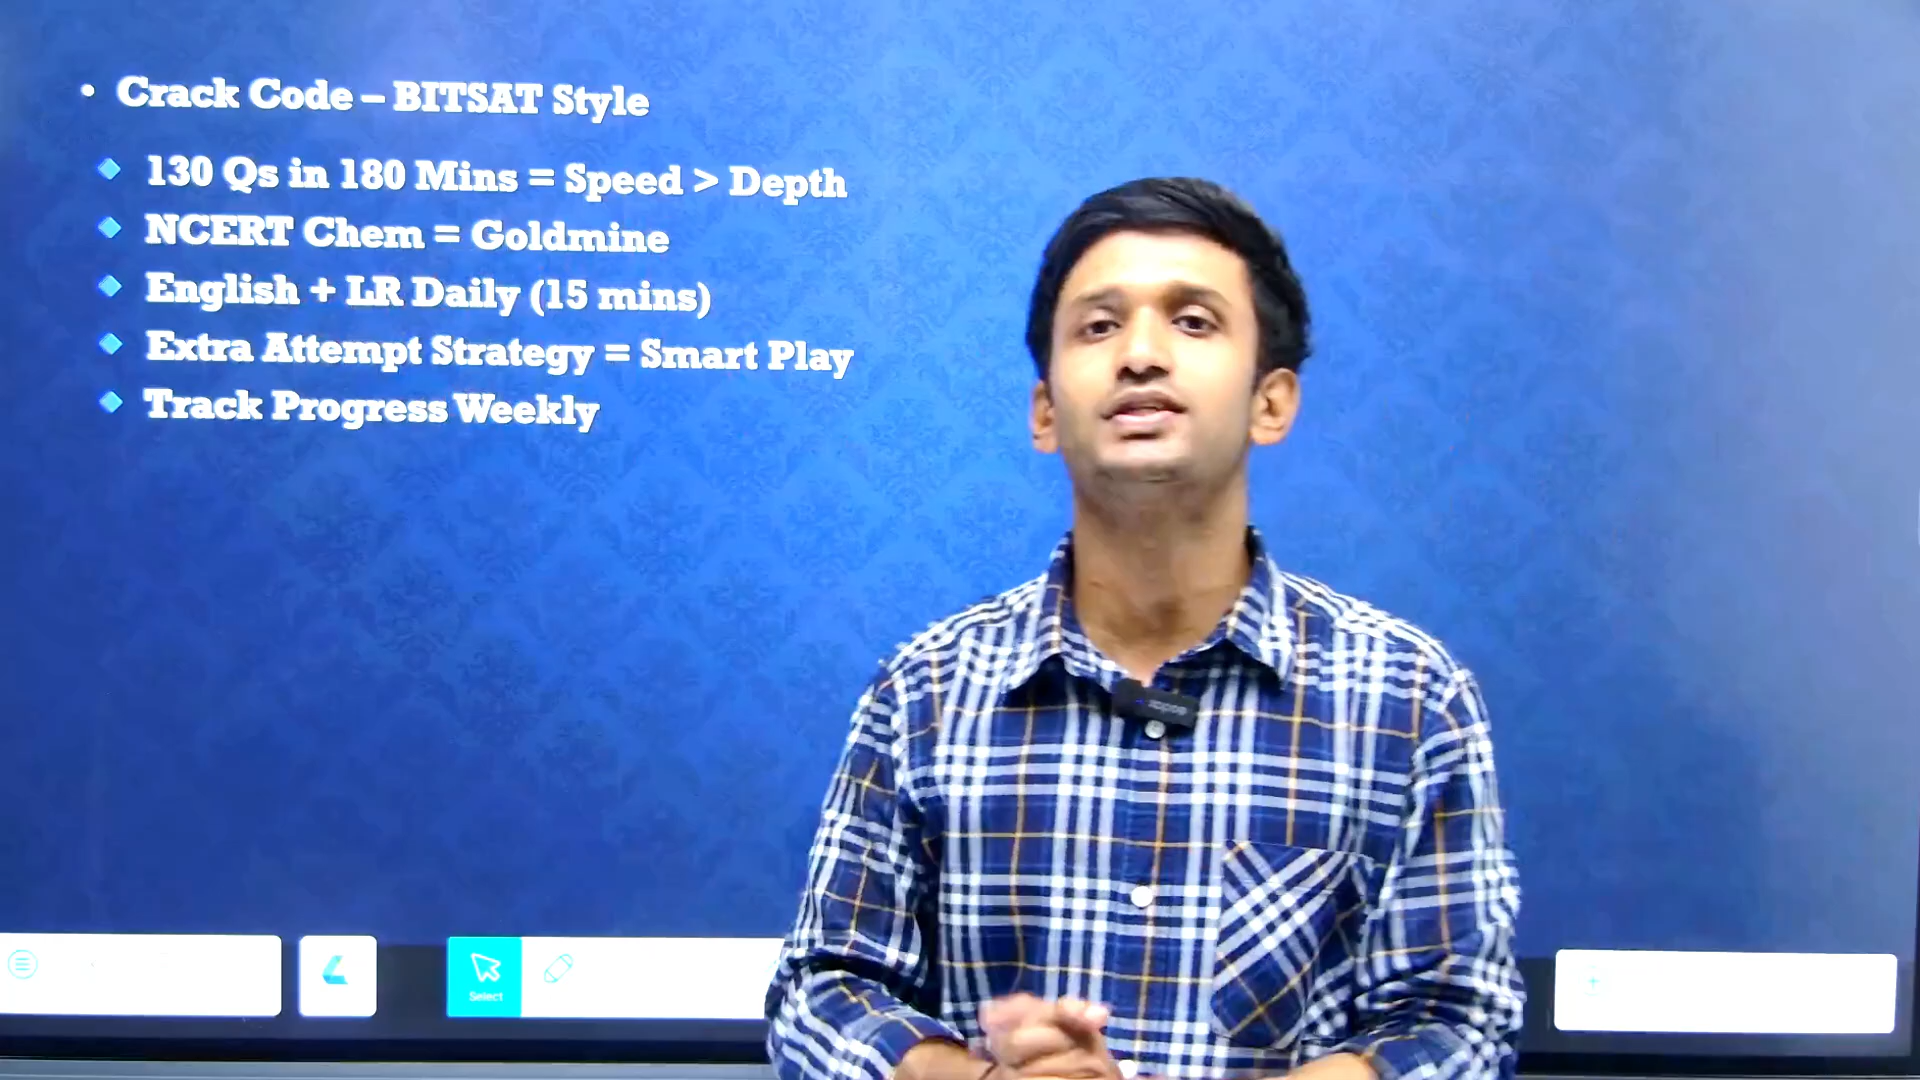 • Crack Code – BITSAT Style
130 Qs in 180 Mins = Speed > Depth
NCERT Chem = Goldmine
English + LR Daily (15 mins)
Extra Attempt Strategy = Smart Play
Track Progress Weekly
Select